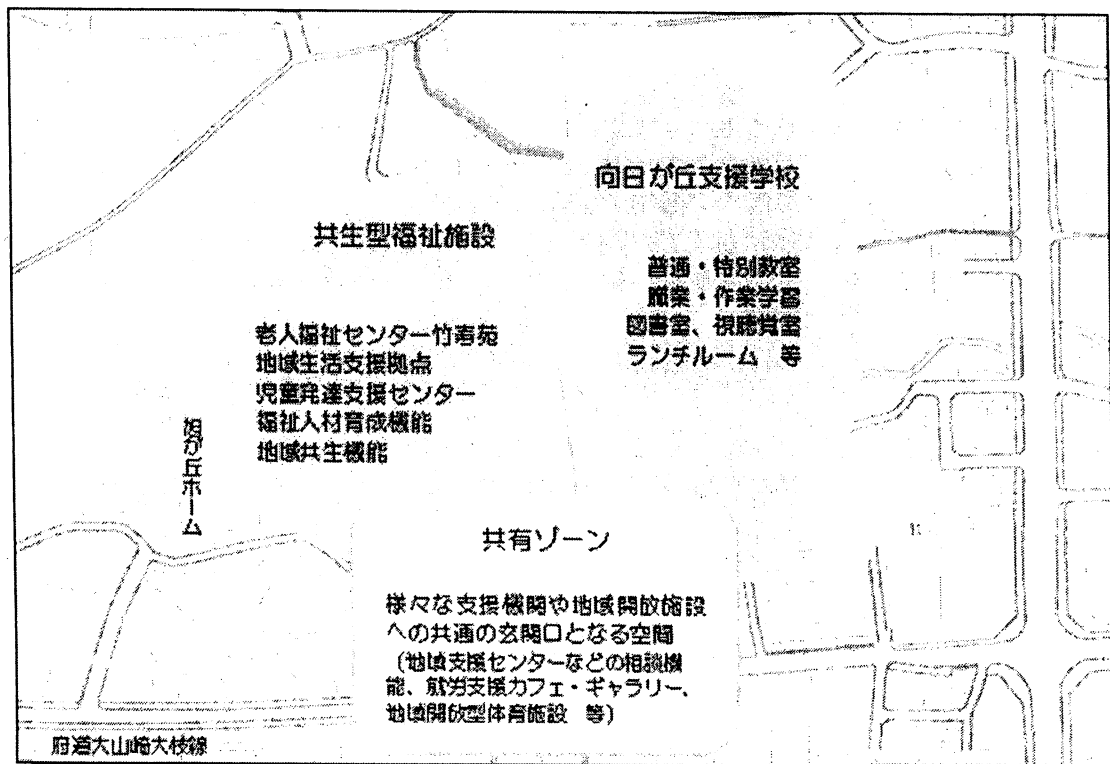 向日が丘支援学校
普通・特別教室
職業・作業学習
図書室、視聴覚室
ランチルーム 等
共生型福祉施設
老人福祉センター竹寿苑
地域生活支援拠点
児童発達支援センター
福祉人材育成機能
地域共生機能
旭が丘ホーム
共有ゾーン
様々な支援機関や地域開放施設
への共通の玄関口となる空間
(地域支援センターなどの相談機
能、就労支援カフェ・ギャラリー、
地域開放型体育施設 等)
府道大山崎大枝線